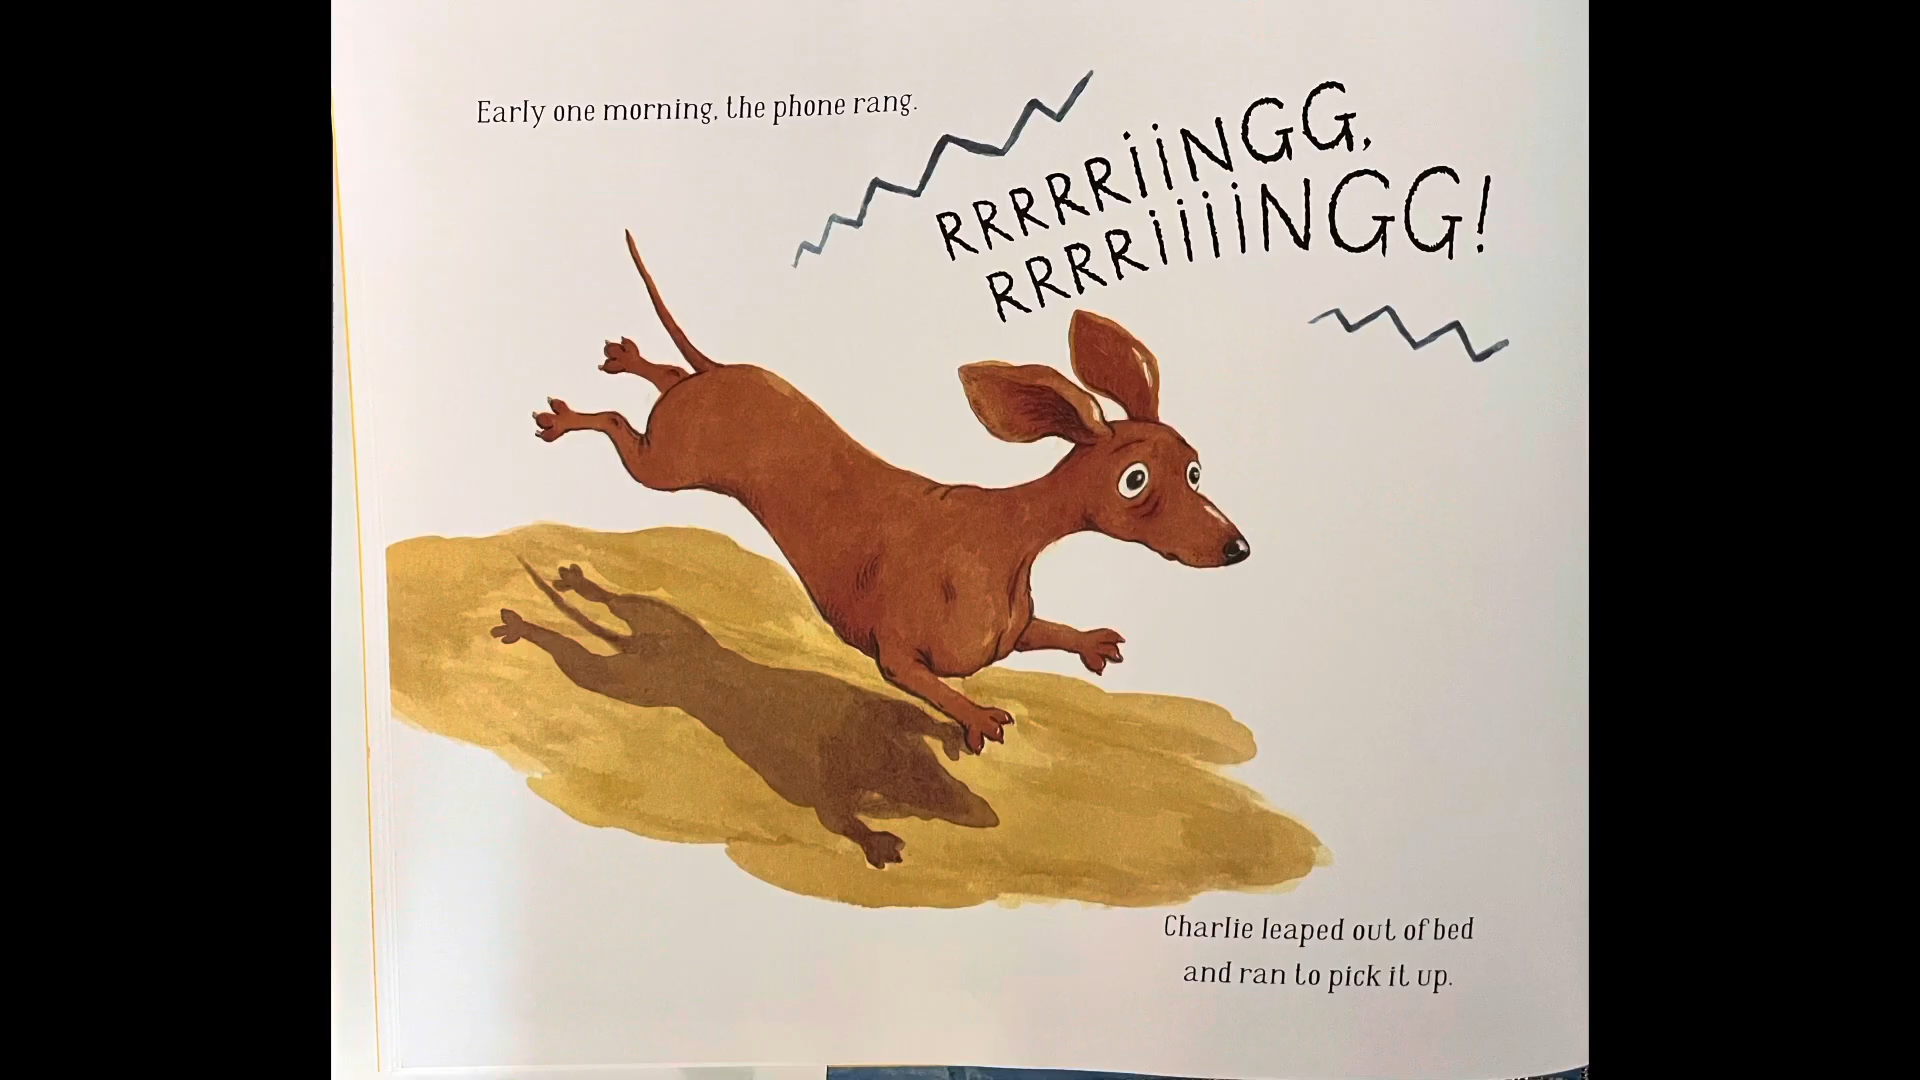 Early one morning, the phone rang.
RRRRRiiNGG,
RRRRiiiiNGG!
Charlie leaped out of bed
and ran to pick it up.